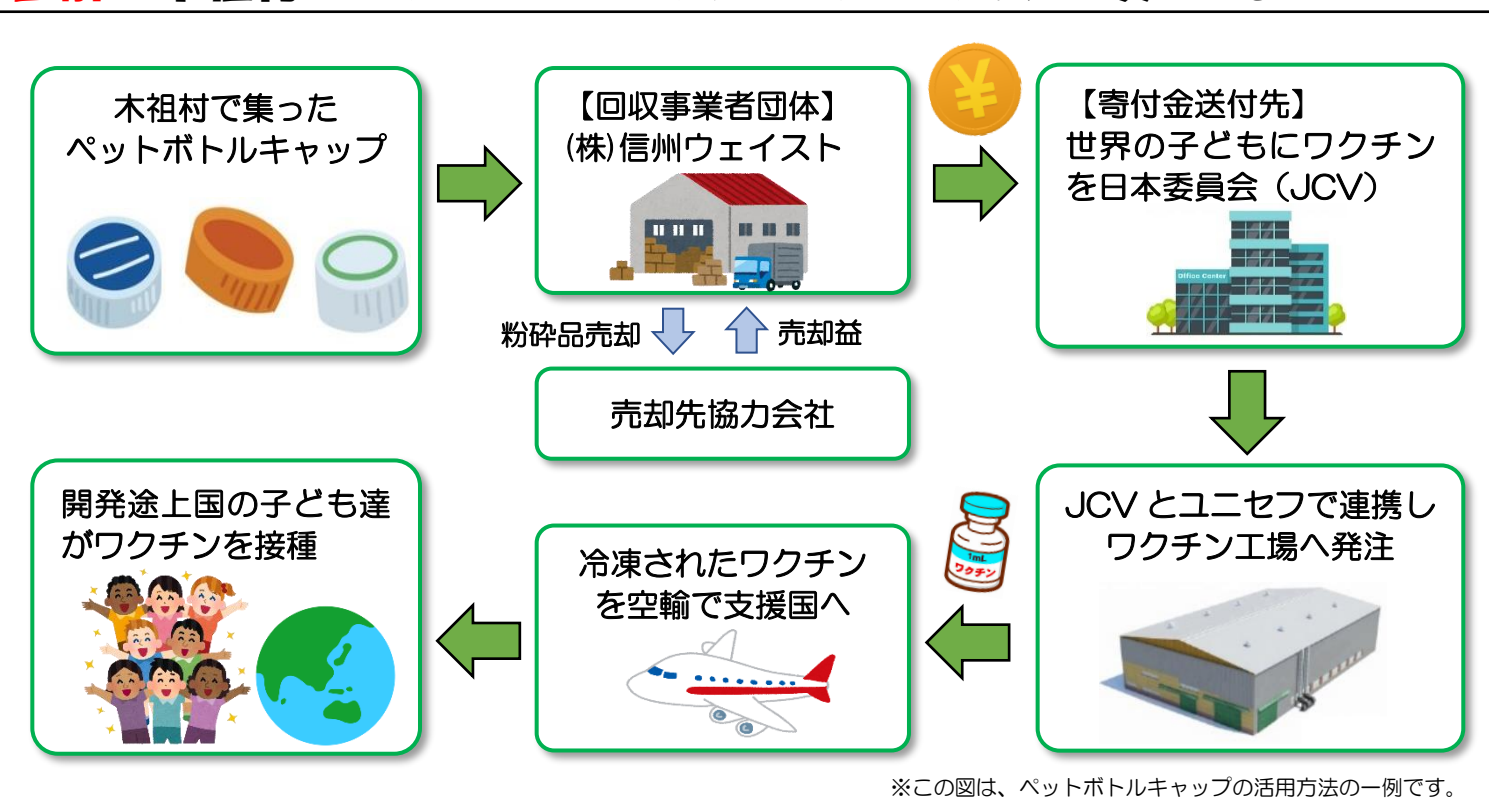 木祖村で集った
ペットボトルキャップ
【回収事業者団体】
(株)信州ウェイスト
【寄付金送付先】
世界の子どもにワクチン
を日本委員会（JCV）
Office Center
粉砕品売却
売却益
売却先協力会社
JCVとユニセフで連携し
ワクチン工場へ発注
1mL
ワクチン
冷凍されたワクチン
を空輸で支援国へ
開発途上国の子ども達
がワクチンを接種
※この図は、ペットボトルキャップの活用方法の一例です。